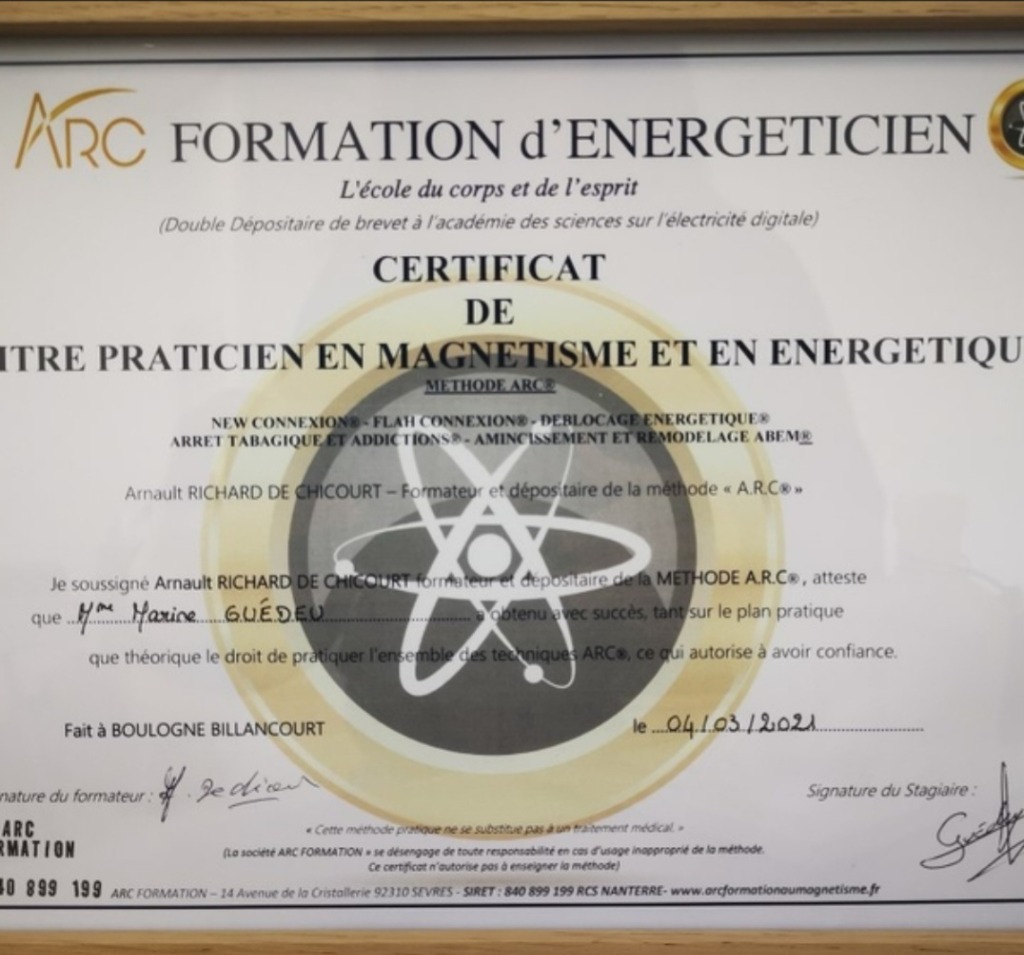 ARC FORMATION d'ENERGETICIEN
L'école du corps et de l'esprit
(Double Dépositaire de brevet à l'académie des sciences sur l'électricité digitale)
CERTIFICAT
DE
ITRE PRATICIEN EN MAGNETISME ET EN ENERGETIQU
METHODE ARC®
NEW CONNEXION® - FLAH CONNEXION® - DEBLOCAGE ENERGETIQUE®
ARRET TABAGIQUE ET ADDICTIONS® - AMINCISSEMENT ET REMODELAGE ABEM®
Arnault RICHARD DE CHICOURT – Formateur et dépositaire de la méthode « A.R.C® »
Je soussigné Arnault RICHARD DE CHICOURT formateur et dépositaire de la METHODE A.R.C®, atteste
que Mme Marine GUÉDEU a obtenu avec succès, tant sur le plan pratique
que théorique le droit de pratiquer l'ensemble des techniques ARC®, ce qui autorise à avoir confiance.
Fait à BOULOGNE BILLANCOURT le 04/03/2021
nature du formateur : Signature du Stagiaire :
ARC
RMATION
« Cette méthode pratique ne se substitue pas à un traitement médical. »
(La société ARC FORMATION » se désengage de toute responsabilité en cas d'usage inapproprié de la méthode.
Ce certificat n'autorise pas à enseigner la méthode)
40 899 199 ARC FORMATION – 14 Avenue de la Cristallerie 92310 SEVRES - SIRET : 840 899 199 RCS NANTERRE- www.arcformationaumagnetisme.fr